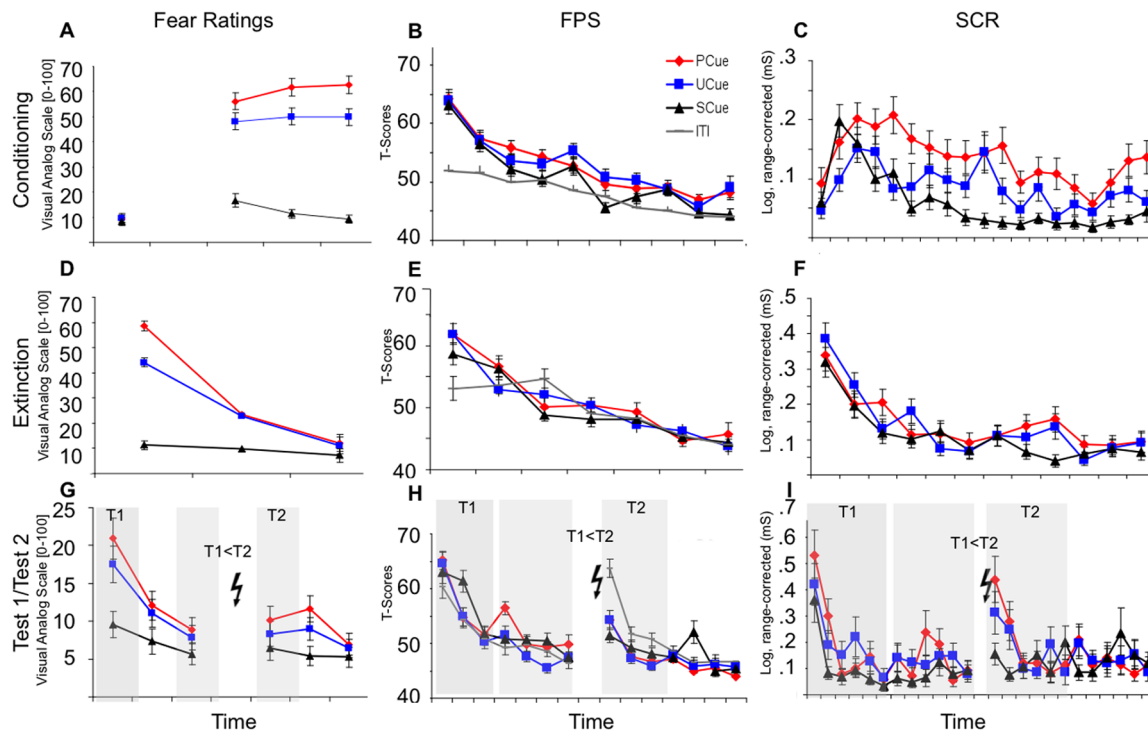 Fear Ratings
FPS
SCR
Conditioning
A
Visual Analog Scale [0-100]
70
60
50
40
30
20
10
B
T-Scores
70
60
50
40
PCue
UCue
SCue
ITI
C
Log, range-corrected (mS)
.3
.2
.1
Extinction
D
Visual Analog Scale [0-100]
70
60
50
40
30
20
10
E
T-Scores
70
60
50
40
F
Log, range-corrected (mS)
.5
.4
.3
.2
.1
Test 1/Test 2
G
Visual Analog Scale [0-100]
25
20
15
10
5
T1
T1<T2
T2
H
T-Scores
70
60
50
40
T1
T1<T2
T2
I
Log, range-corrected (mS)
.7
.6
.5
.4
.3
.2
.1
T1
T1<T2
T2
Time
Time
Time